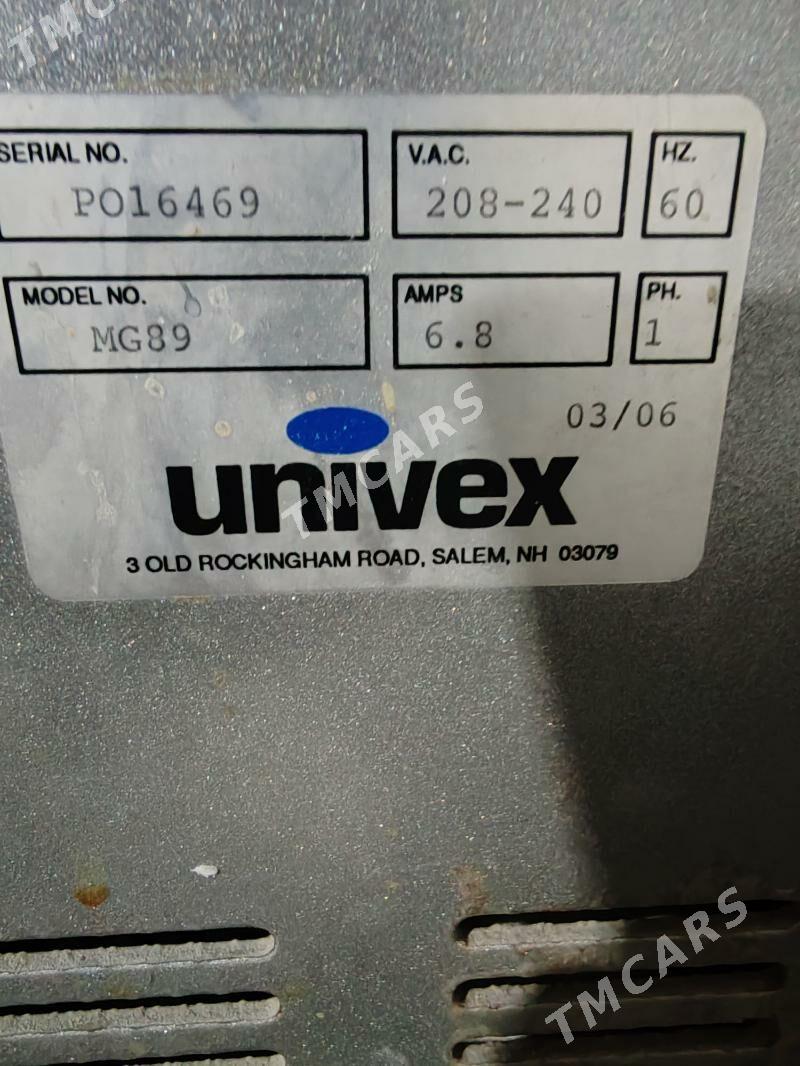 TMCARS
SERIAL NO.
PO16469
V.A.C.
208-240
HZ.
60
MODEL NO.
MG89
AMPS
6.8
PH.
1
03/06
univex
TMCARS
3 OLD ROCKINGHAM ROAD, SALEM, NH 03079
TMCARS